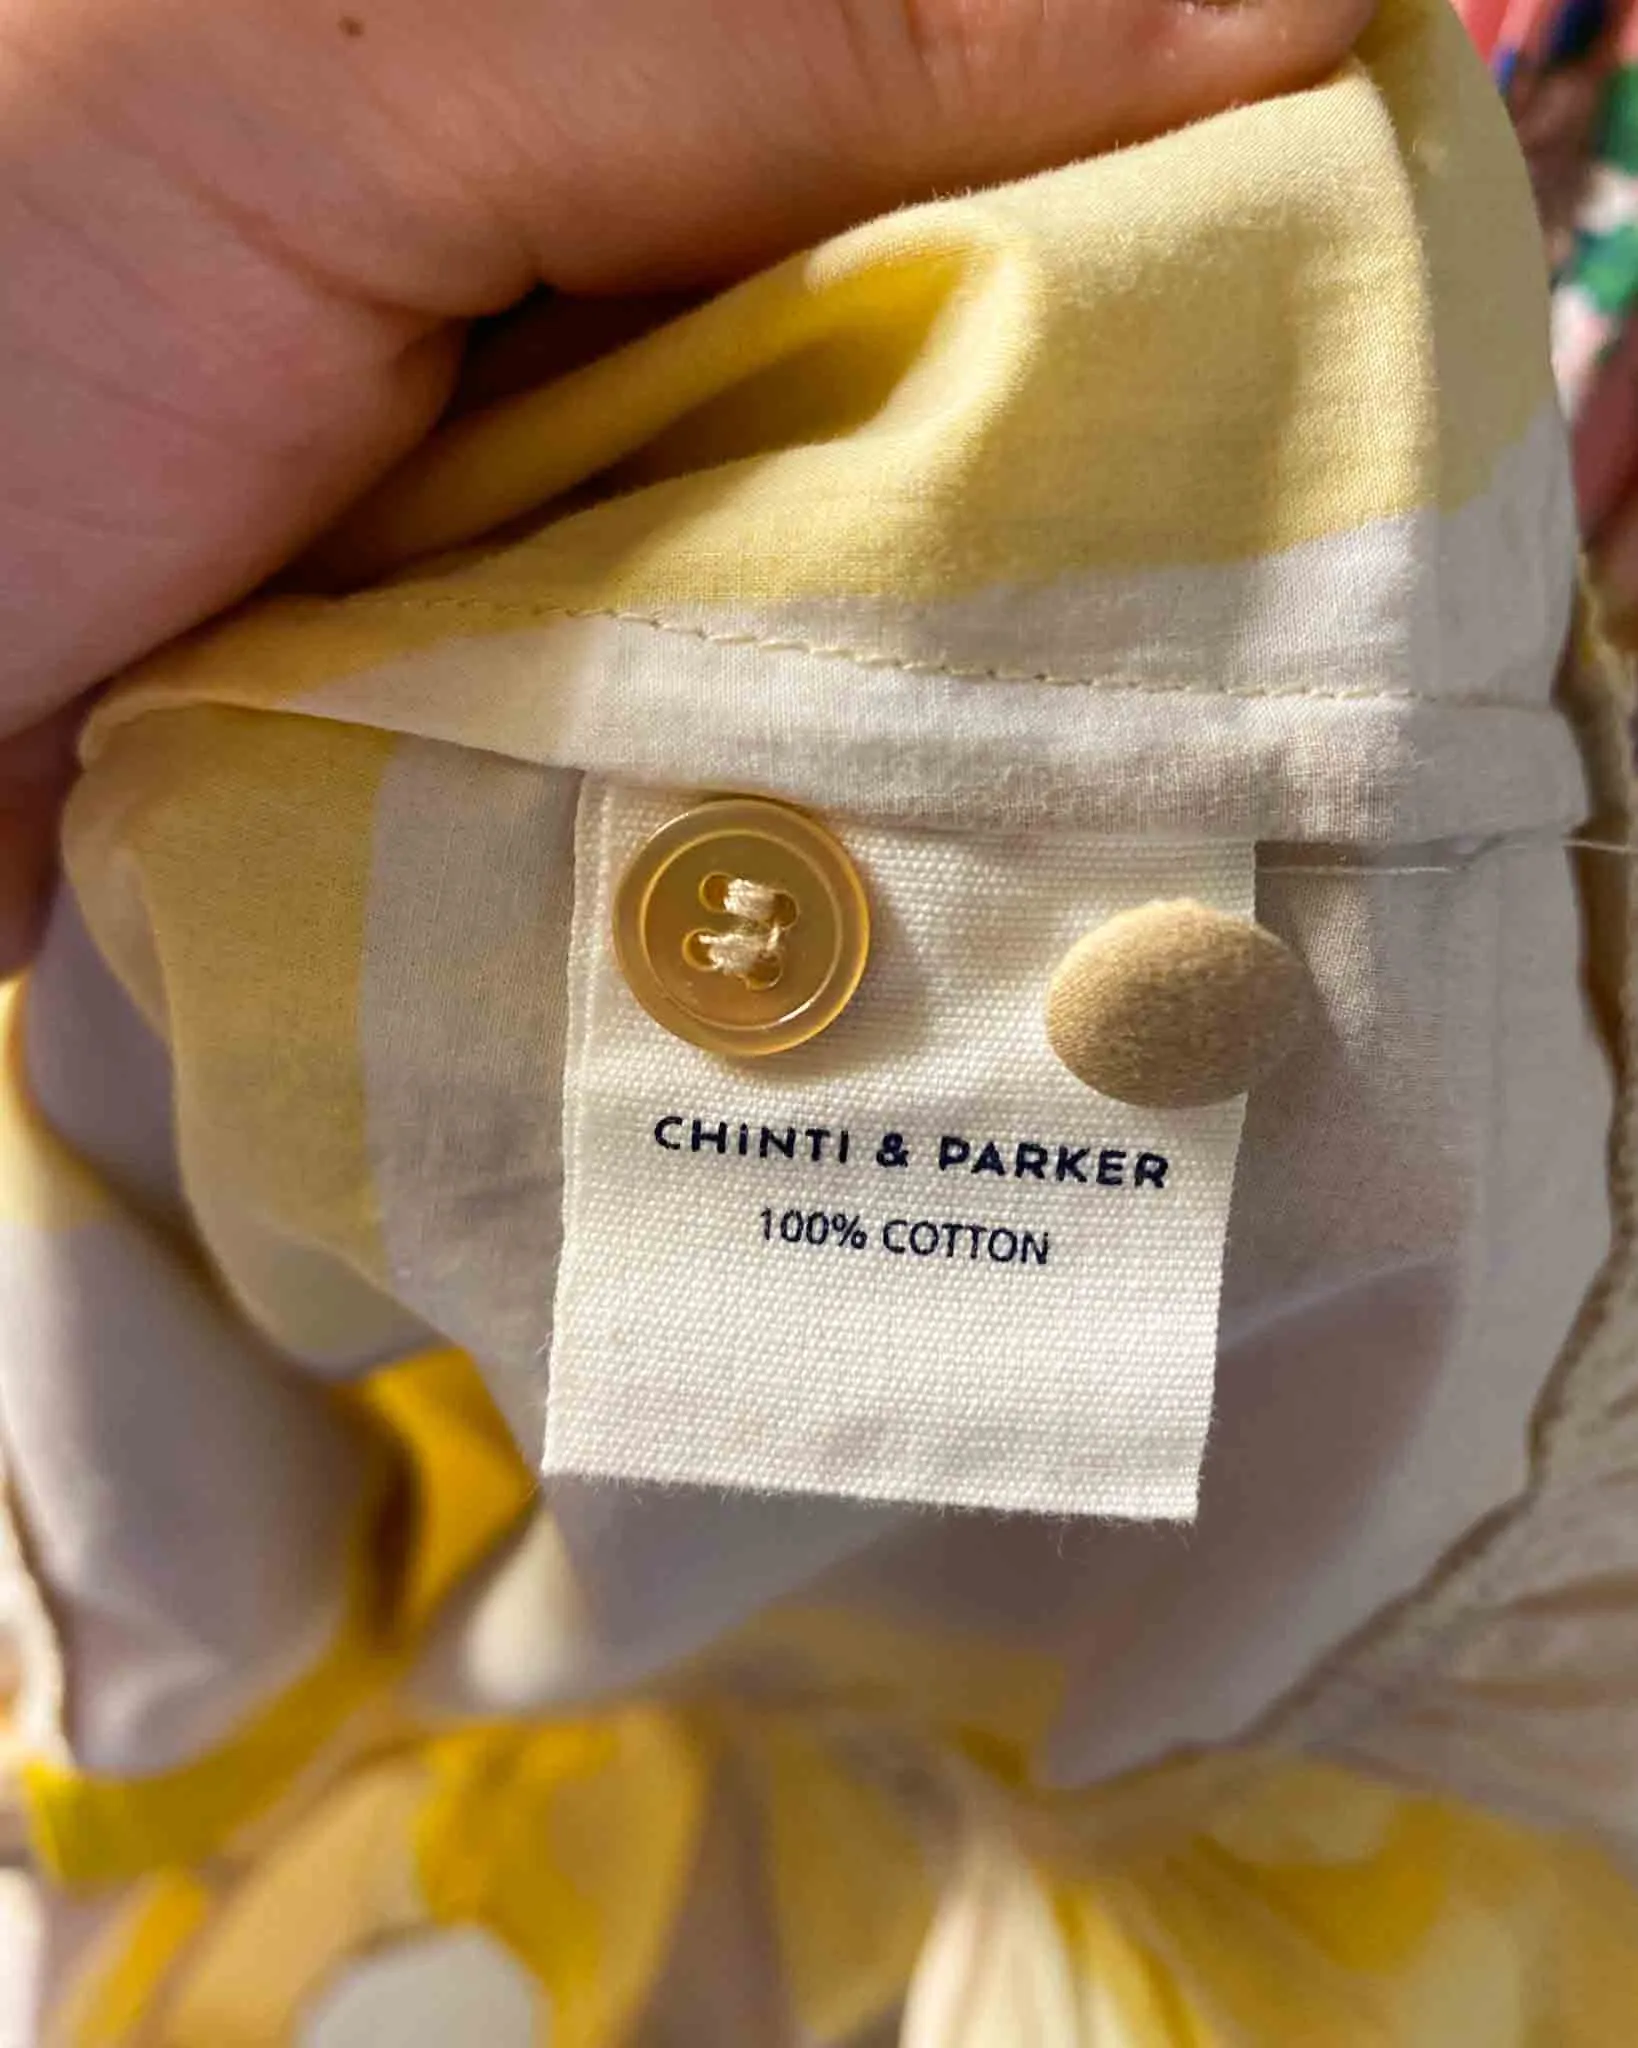 CHiNTI & PARKER
100% COTTON